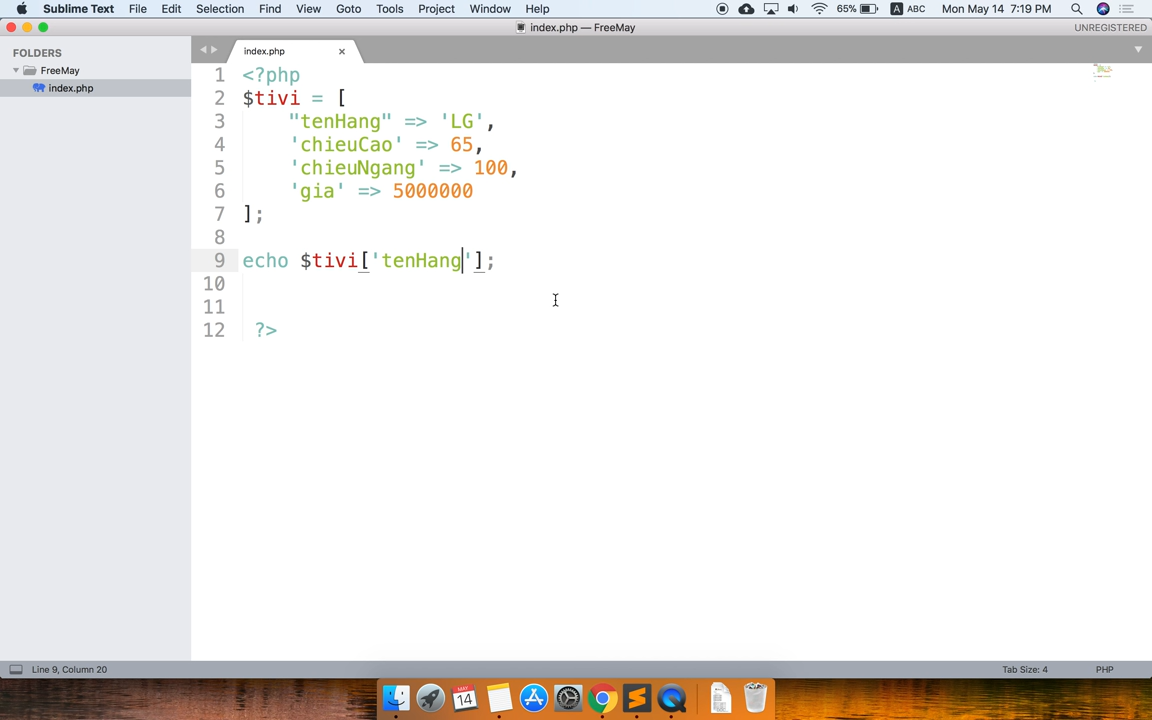 Sublime Text File Edit Selection Find View Goto Tools Project Window Help 65% A ABC Mon May 14 7:19 PM
index.php — FreeMay UNREGISTERED
FOLDERS
FreeMay
index.php
index.php ×
1 <?php
2 $tivi = [
3 "tenHang" => 'LG',
4 'chieuCao' => 65,
5 'chieuNgang' => 100,
6 'gia' => 5000000
7 ];
8
9 echo $tivi['tenHang'];
10
11
12 ?>
Line 9, Column 20 Tab Size: 4 PHP
MAY
14